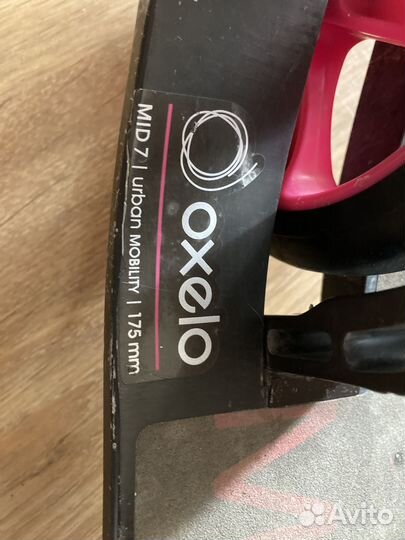 oxelo
MID 7 | urban MOBILITY | 175 mm
Avito